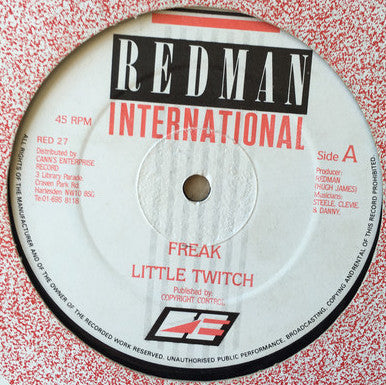 REDMAN
INTERNATIONAL
45 RPM
RED 27
Distributed by
CANN'S ENTERPRISE
RECORD
3 Library Parade
Craven Park Rd.
Harlesden NW10 8SG
Tel 01-695 8118
Side A
Producer:
REDMAN
(HUGH JAMES)
Musicians:
STEELE, CLEVIE
& DANNY.
FREAK
LITTLE TWITCH
Published by:
COPYRIGHT CONTROL
ALL RIGHTS OF THE MANUFACTURER AND OF THE OWNER OF THE RECORDED WORK RESERVED. UNAUTHORISED PUBLIC PERFORMANCE, BROADCASTING, COPYING AND RENTAL OF THIS RECORD PROHIBITED.